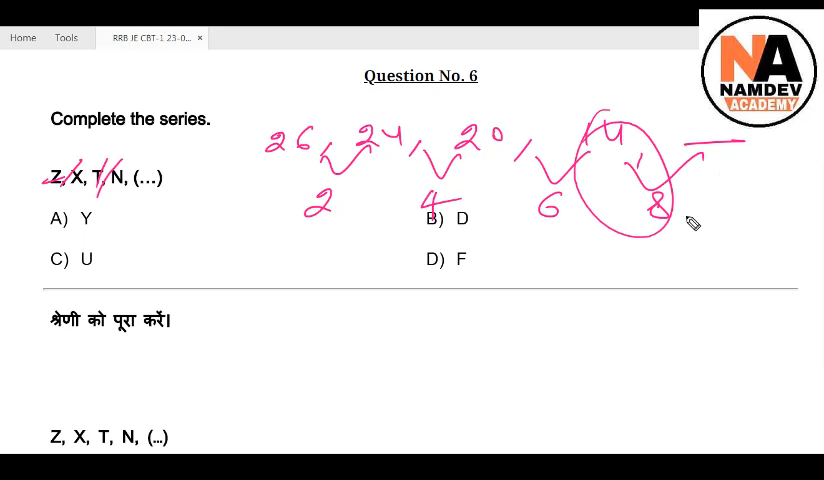 Home Tools RRB JE CBT-1 23-0... ×
NA
NAMDEV
ACADEMY
Question No. 6
Complete the series.
26, 24, 20, 14, __
Z, X, T, N, (...)
2 4 6 8
A) Y B) D
C) U D) F
श्रेणी को पूरा करें।
Z, X, T, N, (...)